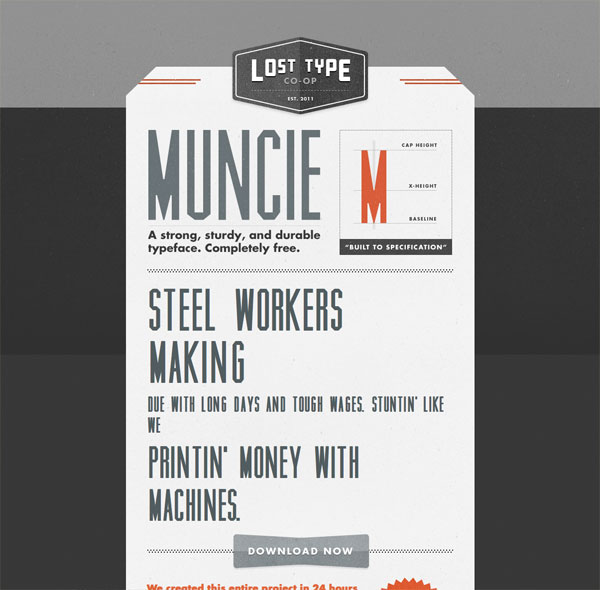 LOST TYPE
CO-OP
EST. 2011
MUNCIE
A strong, sturdy, and durable
typeface. Completely free.
M
CAP HEIGHT
X-HEIGHT
BASELINE
"BUILT TO SPECIFICATION"
STEEL WORKERS
MAKING
DUE WITH LONG DAYS AND TOUGH WAGES. STUNTIN' LIKE
WE
PRINTIN' MONEY WITH
MACHINES.
DOWNLOAD NOW
We created this entire project in 24 hours